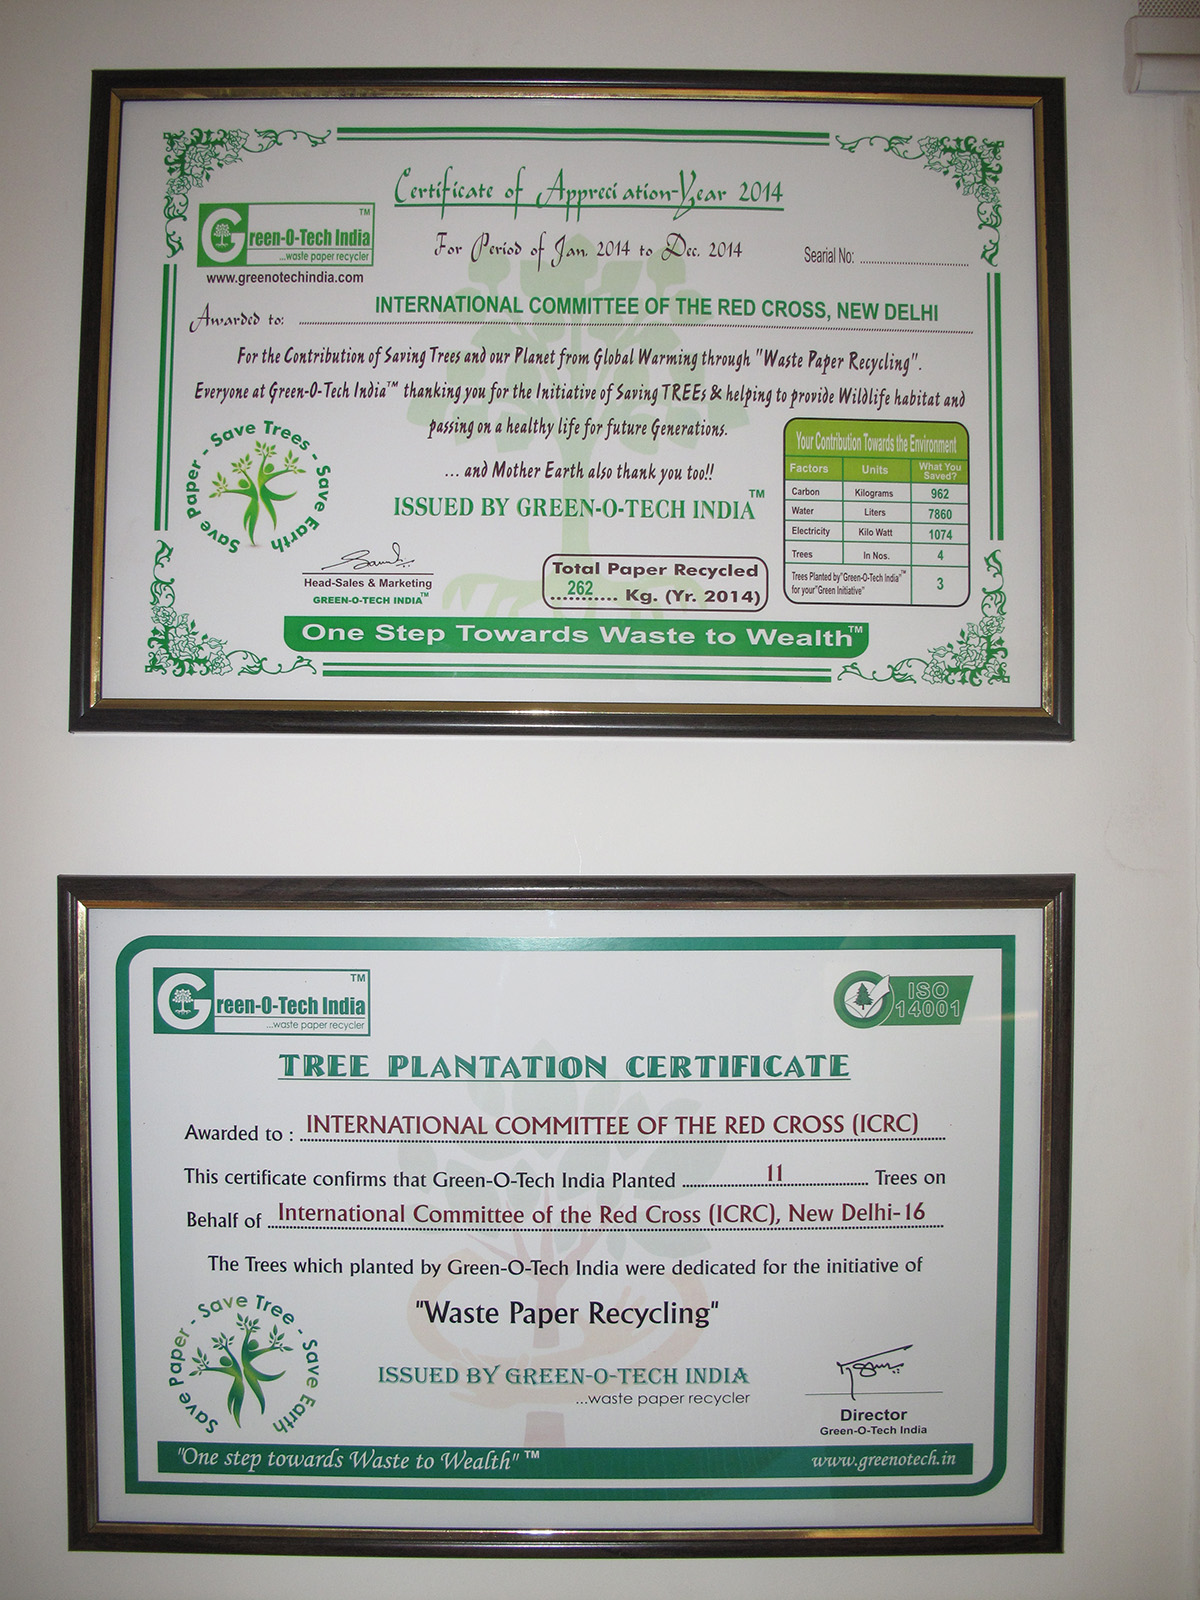 Certificate of Appreciation-Year 2014
Green-O-Tech India TM
...waste paper recycler
www.greenotechindia.com
For Period of Jan. 2014 to Dec. 2014
Searial No: ........................
Awarded to: INTERNATIONAL COMMITTEE OF THE RED CROSS, NEW DELHI
For the Contribution of Saving Trees and our Planet from Global Warming through "Waste Paper Recycling".
Everyone at Green-O-Tech India™ thanking you for the Initiative of Saving TREEs & helping to provide Wildlife habitat and
passing on a healthy life for future Generations.
... and Mother Earth also thank you too!!
ISSUED BY GREEN-O-TECH INDIA™
Save Paper - Save Trees - Save Earth
Head-Sales & Marketing
GREEN-O-TECH INDIA™
Total Paper Recycled
262 Kg. (Yr. 2014)
Your Contribution Towards the Environment
Factors Units What You Saved?
Carbon Kilograms 962
Water Liters 7860
Electricity Kilo Watt 1074
Trees In Nos. 4
Trees Planted by"Green-O-Tech India"™ for your"Green Initiative" 3
One Step Towards Waste to Wealth™
Green-O-Tech India TM
...waste paper recycler
ISO
14001
TREE PLANTATION CERTIFICATE
Awarded to : INTERNATIONAL COMMITTEE OF THE RED CROSS (ICRC)
This certificate confirms that Green-O-Tech India Planted 11 Trees on
Behalf of International Committee of the Red Cross (ICRC), New Delhi-16
The Trees which planted by Green-O-Tech India were dedicated for the initiative of
"Waste Paper Recycling"
ISSUED BY GREEN-O-TECH INDIA
...waste paper recycler
Save Paper - Save Tree - Save Earth
Director
Green-O-Tech India
"One step towards Waste to Wealth" ™
www.greenotech.in